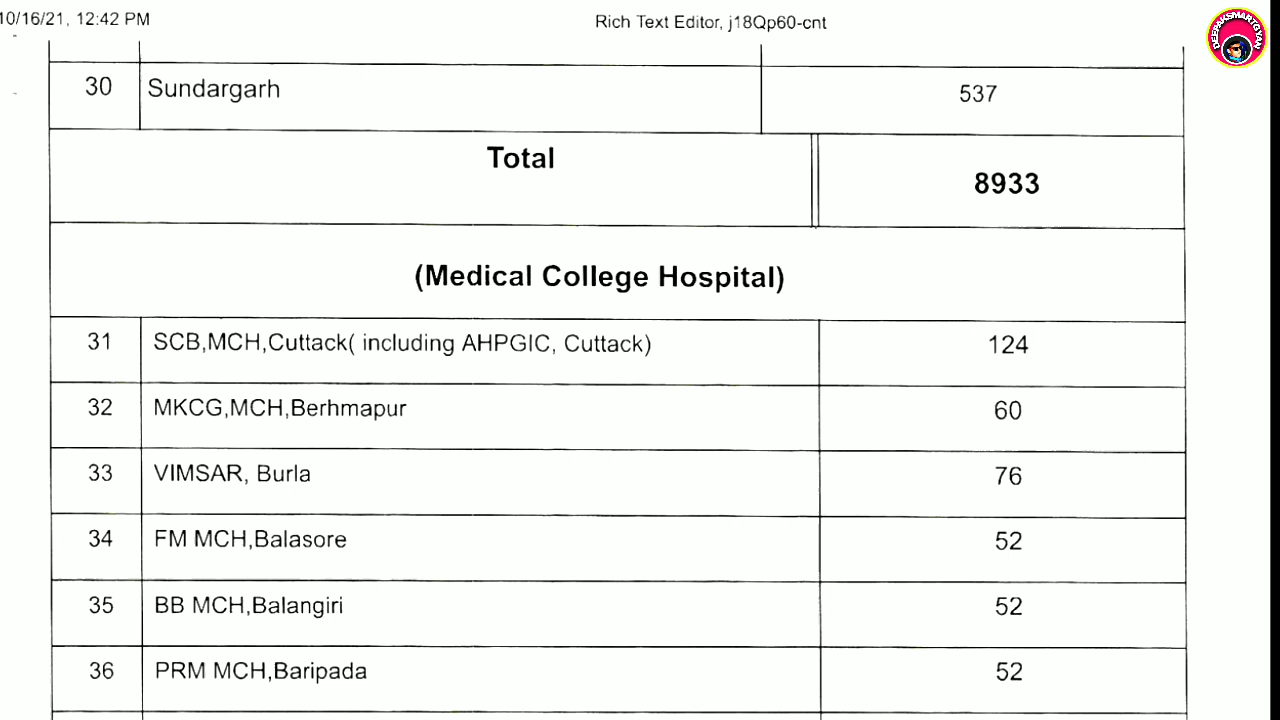 10/16/21, 12:42 PM Rich Text Editor, j18Qp60-cnt
DEEPAKSMARTGYAN
30 Sundargarh 537
Total 8933
(Medical College Hospital)
31 SCB,MCH,Cuttack( including AHPGIC, Cuttack) 124
32 MKCG,MCH,Berhmapur 60
33 VIMSAR, Burla 76
34 FM MCH,Balasore 52
35 BB MCH,Balangiri 52
36 PRM MCH,Baripada 52